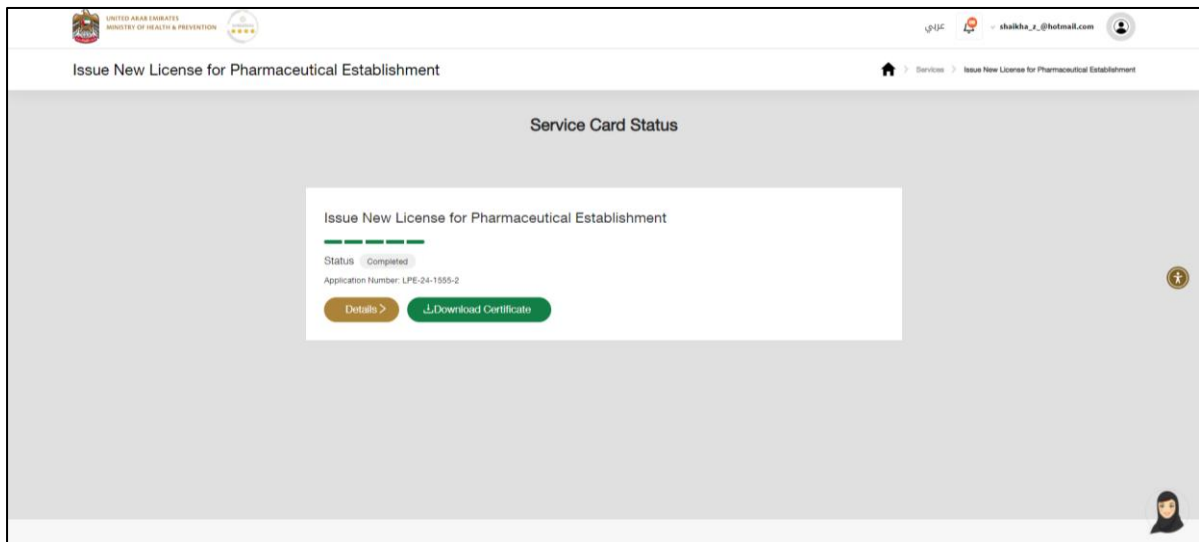 UNITED ARAB EMIRATES
MINISTRY OF HEALTH & PREVENTION
عربي
shaikha_z_@hotmail.com
Issue New License for Pharmaceutical Establishment
Services > Issue New License for Pharmaceutical Establishment
Service Card Status
Issue New License for Pharmaceutical Establishment
Status Completed
Application Number: LPE-24-1555-2
Details >
Download Certificate